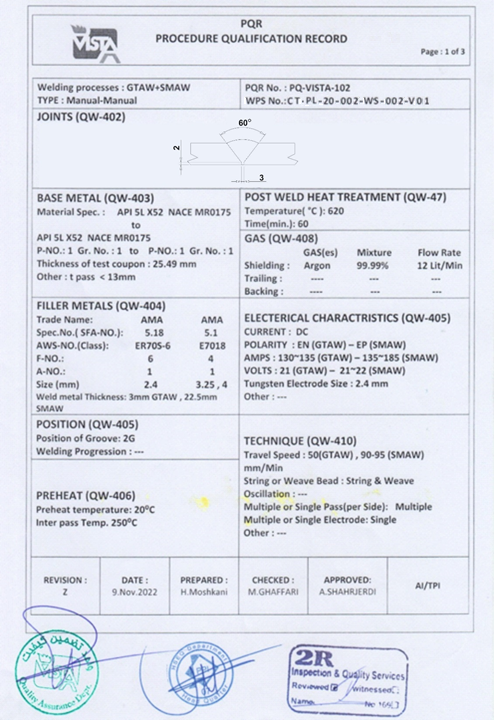 PQR
VISTA
PROCEDURE QUALIFICATION RECORD
Page : 1 of 3
Welding processes : GTAW+SMAW
TYPE : Manual-Manual
PQR No. : PQ-VISTA-102
WPS No.:CT-PL-20-002-WS-002-V01
JOINTS (QW-402)
60°
2
3
BASE METAL (QW-403)
Material Spec. : API 5L X52 NACE MR0175
to
API 5L X52 NACE MR0175
P-NO.: 1 Gr. No. : 1 to P-NO.: 1 Gr. No. : 1
Thickness of test coupon : 25.49 mm
Other : t pass < 13mm
POST WELD HEAT TREATMENT (QW-47)
Temperature( °C ): 620
Time(min.): 60
GAS (QW-408)
GAS(es) Mixture Flow Rate
Shielding : Argon 99.99% 12 Lit/Min
Trailing : ---- --- ---
Backing : ---- --- ---
FILLER METALS (QW-404)
Trade Name: AMA AMA
Spec.No.( SFA-NO.): 5.18 5.1
AWS-NO.(Class): ER70S-6 E7018
F-NO.: 6 4
A-NO.: 1 1
Size (mm) 2.4 3.25 , 4
Weld metal Thickness: 3mm GTAW , 22.5mm
SMAW
ELECTERICAL CHARACTRISTICS (QW-405)
CURRENT : DC
POLARITY : EN (GTAW) – EP (SMAW)
AMPS : 130~135 (GTAW) – 135~185 (SMAW)
VOLTS : 21 (GTAW) – 21~22 (SMAW)
Tungsten Electrode Size : 2.4 mm
Other : ---
POSITION (QW-405)
Position of Groove: 2G
Welding Progression : ---
TECHNIQUE (QW-410)
Travel Speed : 50(GTAW) , 90-95 (SMAW)
mm/Min
String or Weave Bead : String & Weave
Oscillation : ---
Multiple or Single Pass(per Side): Multiple
Multiple or Single Electrode: Single
Other : ---
PREHEAT (QW-406)
Preheat temperature: 20°C
Inter pass Temp. 250°C
REVISION : DATE : PREPARED : CHECKED : APPROVED: AI/TPI
Z 9.Nov.2022 H.Moshkani M.GHAFFARI A.SHAHRJERDI
تضمین کیفیت
VISTA
Quality Assurance Dept.
2R
Inspection & Quality Services
Reviewed Witnessed
Name: No